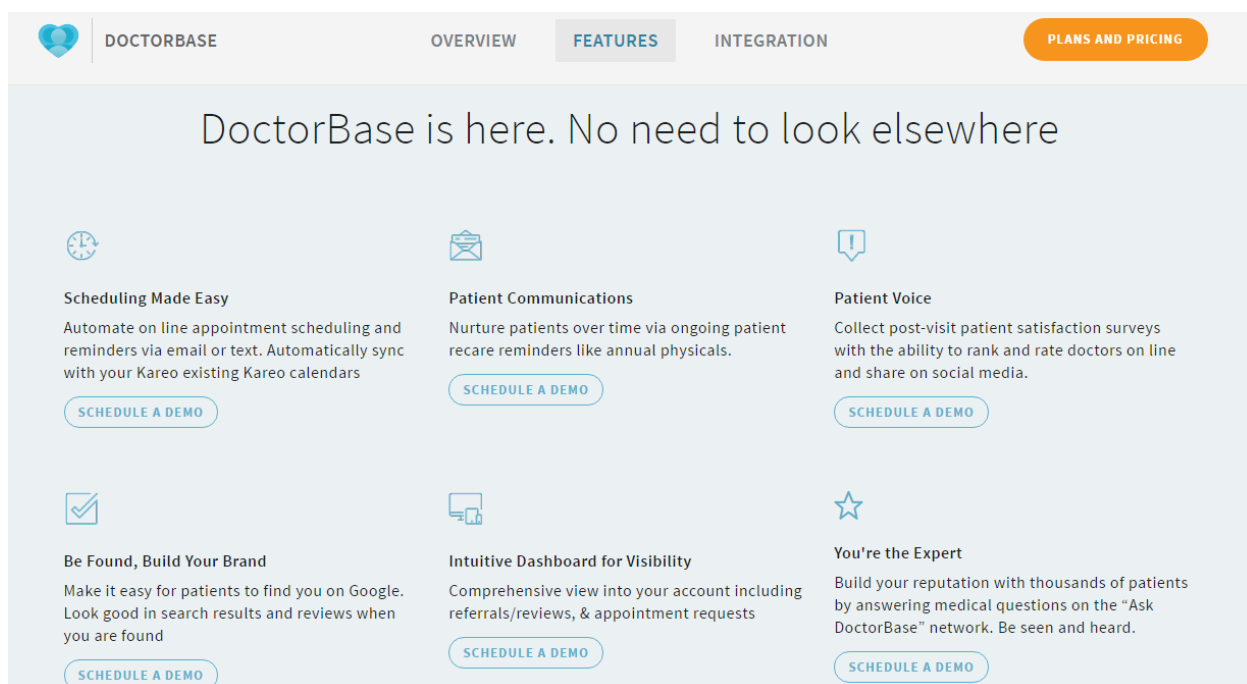 DOCTORBASE
OVERVIEW
FEATURES
INTEGRATION
PLANS AND PRICING
DoctorBase is here. No need to look elsewhere
Scheduling Made Easy
Automate on line appointment scheduling and
reminders via email or text. Automatically sync
with your Kareo existing Kareo calendars
SCHEDULE A DEMO
Patient Communications
Nurture patients over time via ongoing patient
recare reminders like annual physicals.
SCHEDULE A DEMO
Patient Voice
Collect post-visit patient satisfaction surveys
with the ability to rank and rate doctors on line
and share on social media.
SCHEDULE A DEMO
Be Found, Build Your Brand
Make it easy for patients to find you on Google.
Look good in search results and reviews when
you are found
SCHEDULE A DEMO
Intuitive Dashboard for Visibility
Comprehensive view into your account including
referrals/reviews, & appointment requests
SCHEDULE A DEMO
You're the Expert
Build your reputation with thousands of patients
by answering medical questions on the “Ask
DoctorBase” network. Be seen and heard.
SCHEDULE A DEMO